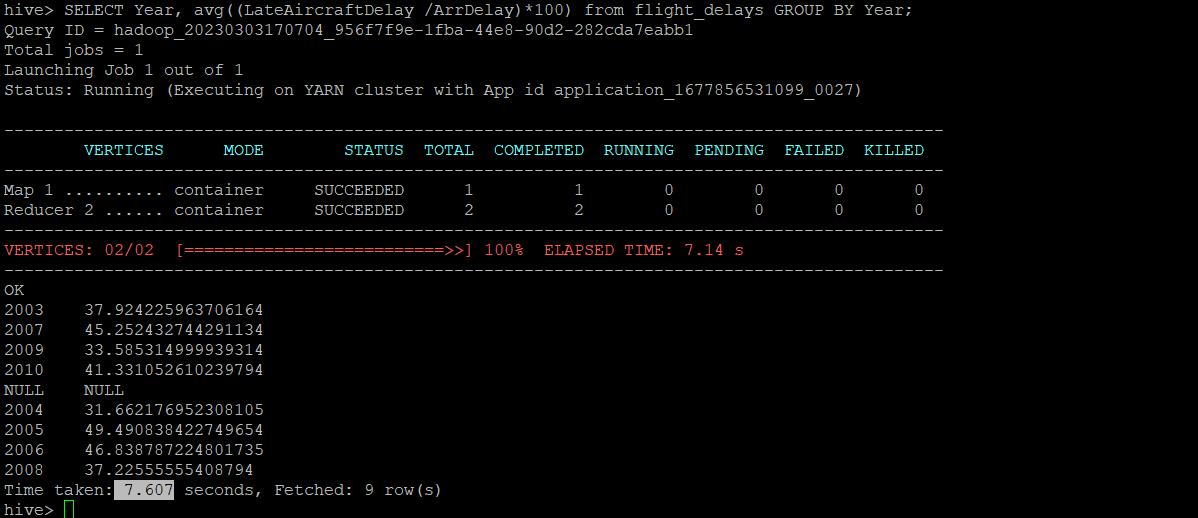 hive> SELECT Year, avg((LateAircraftDelay /ArrDelay)*100) from flight_delays GROUP BY Year;
Query ID = hadoop_20230303170704_956f7f9e-1fba-44e8-90d2-282cda7eabb1
Total jobs = 1
Launching Job 1 out of 1
Status: Running (Executing on YARN cluster with App id application_1677856531099_0027)
----------------------------------------------------------------------------------------------
        VERTICES      MODE        STATUS  TOTAL  COMPLETED  RUNNING  PENDING  FAILED  KILLED
----------------------------------------------------------------------------------------------
Map 1 .......... container     SUCCEEDED      1          1        0        0       0       0
Reducer 2 ...... container     SUCCEEDED      2          2        0        0       0       0
----------------------------------------------------------------------------------------------
VERTICES: 02/02  [==========================>>] 100%  ELAPSED TIME: 7.14 s
----------------------------------------------------------------------------------------------
OK
2003    37.924225963706164
2007    45.252432744291134
2009    33.585314999939314
2010    41.331052610239794
NULL    NULL
2004    31.662176952308105
2005    49.490838422749654
2006    46.838787224801735
2008    37.22555555408794
Time taken: 7.607 seconds, Fetched: 9 row(s)
hive>